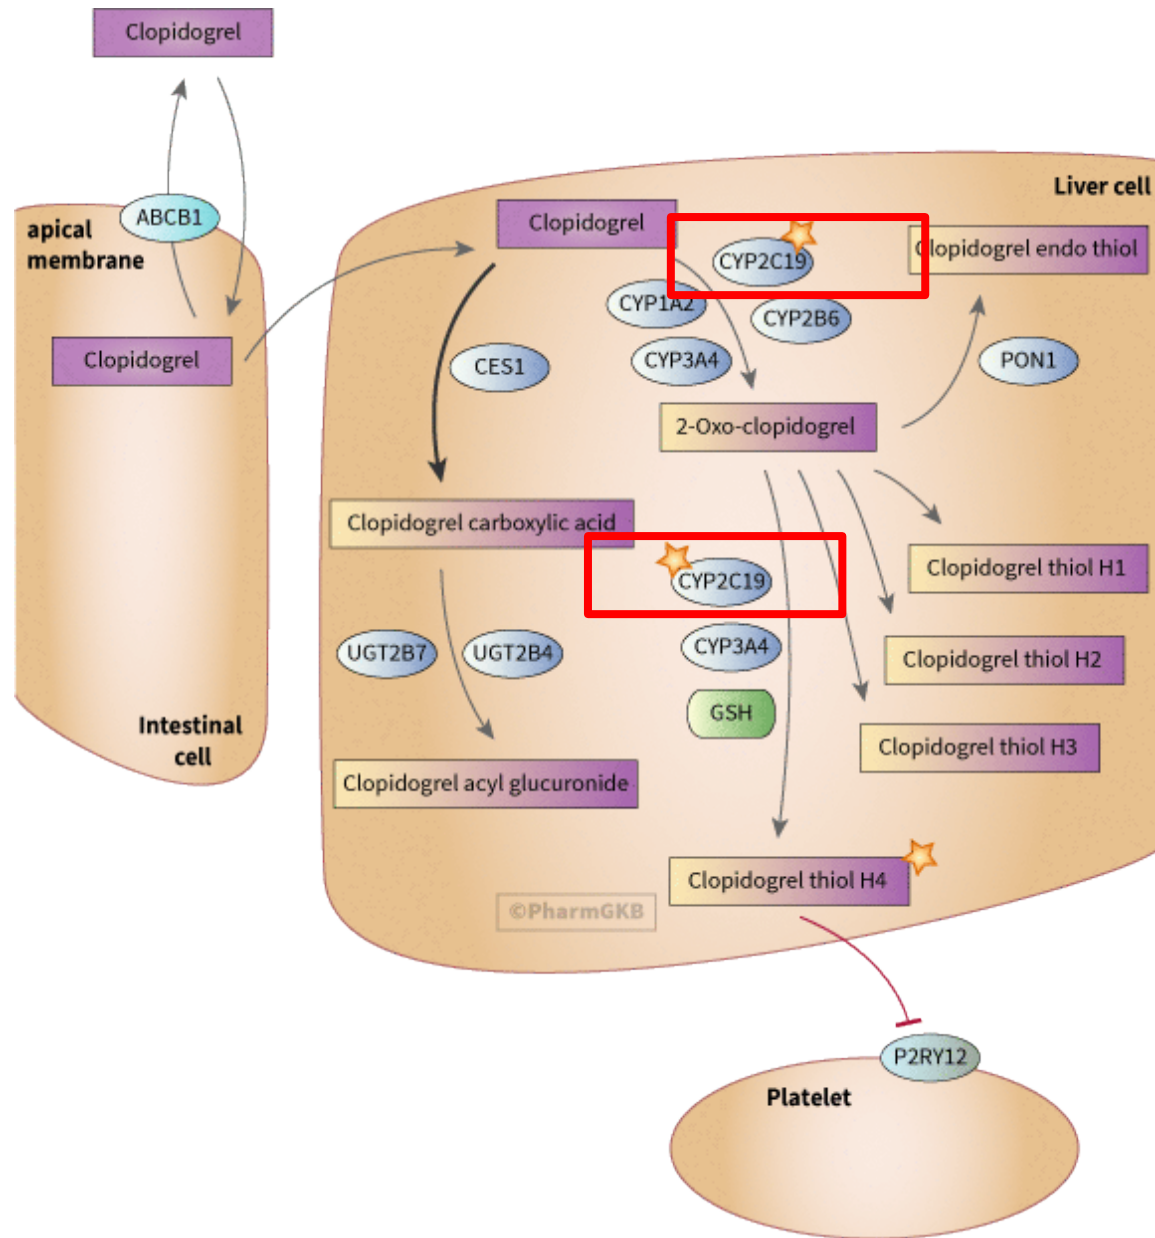 Clopidogrel
ABCB1
apical
membrane
Clopidogrel
Intestinal
cell
Liver cell
Clopidogrel
CYP2C19
Clopidogrel endo thiol
CYP1A2
CYP2B6
CES1
CYP3A4
PON1
2-Oxo-clopidogrel
Clopidogrel carboxylic acid
CYP2C19
Clopidogrel thiol H1
UGT2B7
UGT2B4
CYP3A4
Clopidogrel thiol H2
GSH
Clopidogrel thiol H3
Clopidogrel acyl glucuronide
Clopidogrel thiol H4
©PharmGKB
P2RY12
Platelet